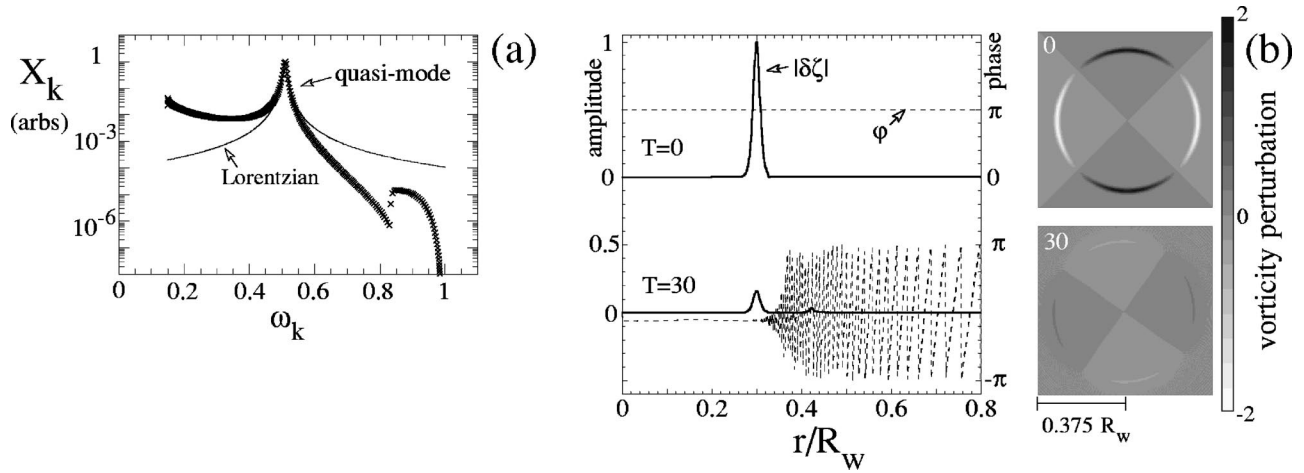 (a)
X_k
(arbs)
1
10^-3
10^-6
quasi-mode
Lorentzian
0 0.2 0.4 0.6 0.8 1
ω_k
amplitude
1
0
0.5
0
T=0
T=30
|δζ|
φ
phase
π
0
π
-π
0 0.2 0.4 0.6 0.8
r/R_w
0
30
0.375 R_w
2
0
-2
vorticity perturbation
(b)